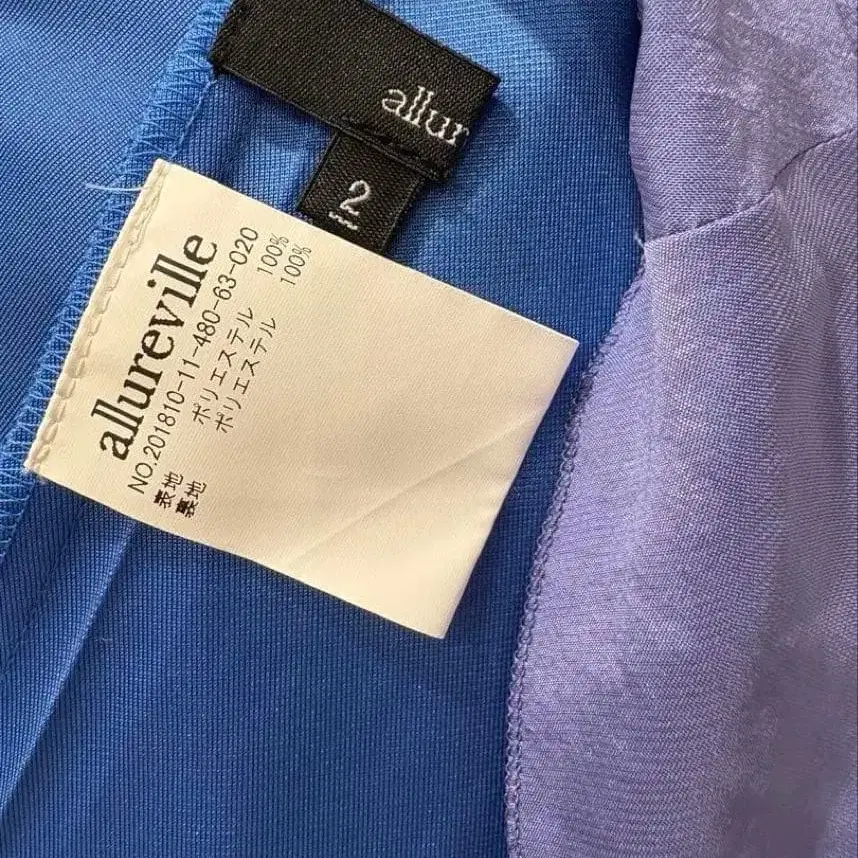 allur
2
allureville
NO.201810-11-480-63-020
表地 ポリエステル 100%
裏地 ポリエステル 100%